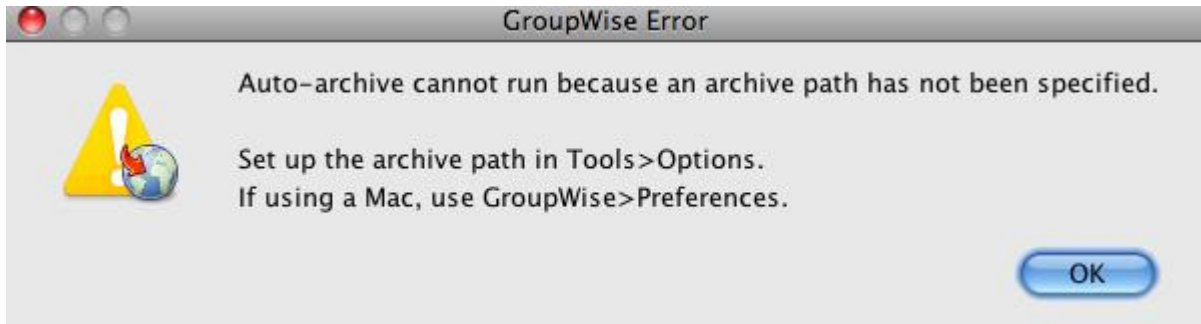 GroupWise Error
Auto-archive cannot run because an archive path has not been specified.
Set up the archive path in Tools>Options.
If using a Mac, use GroupWise>Preferences.
OK